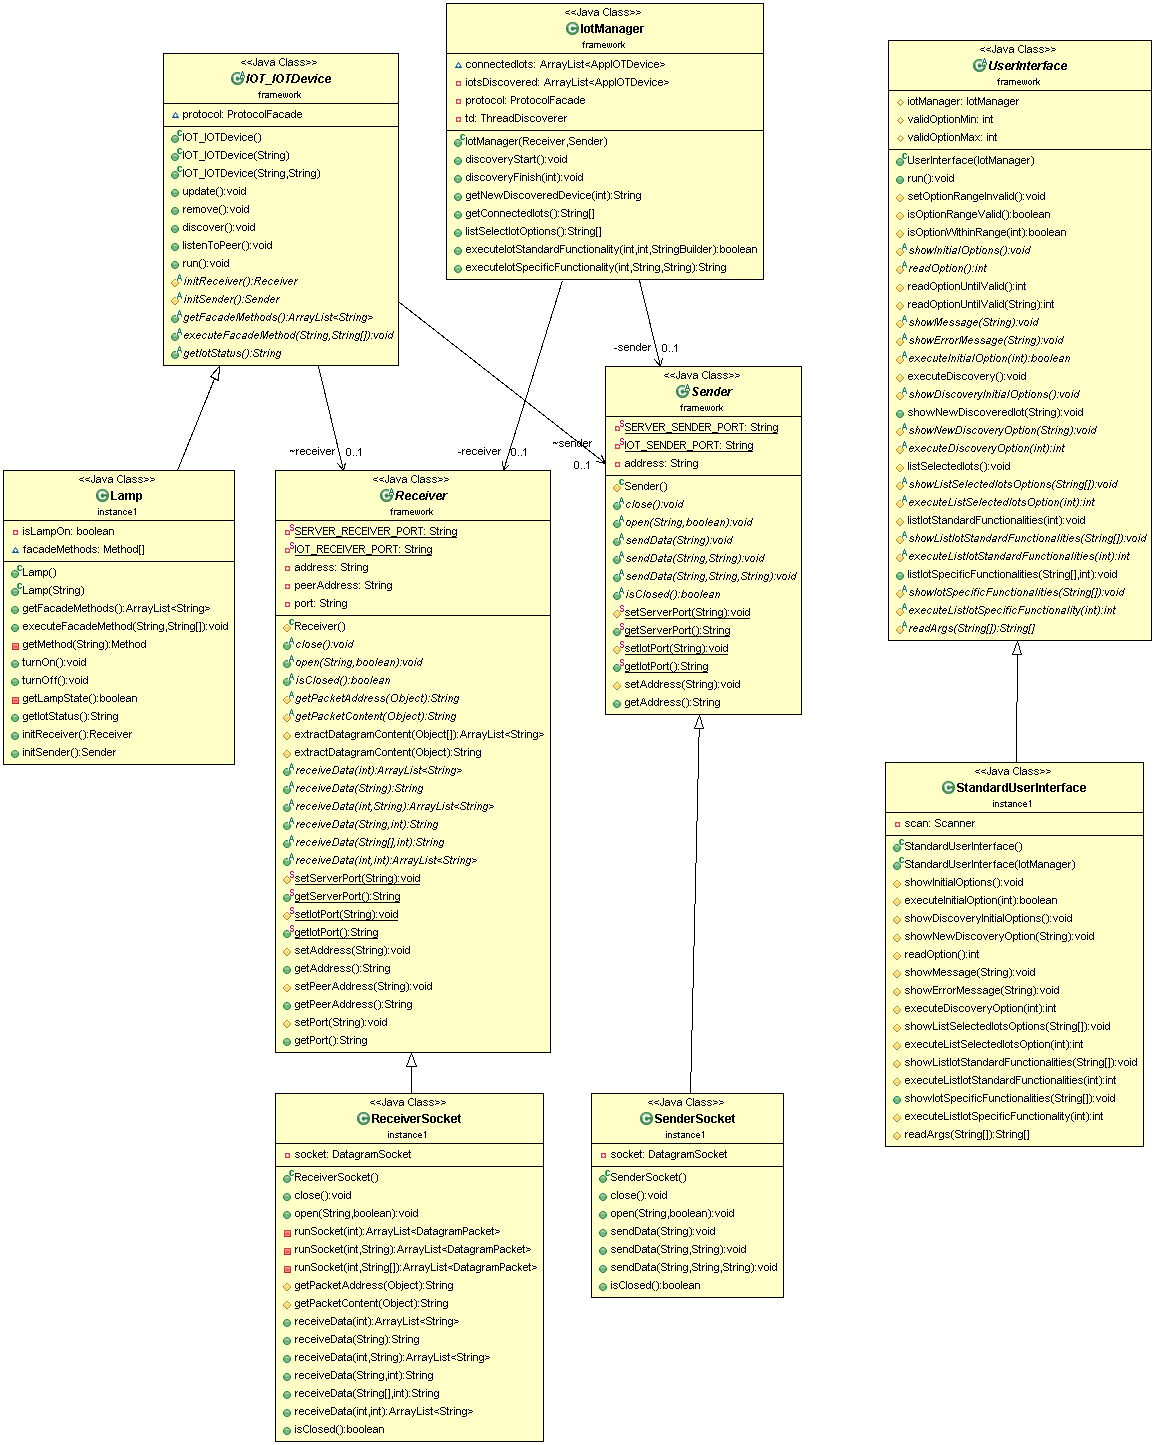 <<Java Class>>
IotManager
framework
connectedIots: ArrayList<AppIOTDevice>
iotsDiscovered: ArrayList<AppIOTDevice>
protocol: ProtocolFacade
td: ThreadDiscoverer
IotManager(Receiver,Sender)
discoveryStart():void
discoveryFinish(int):void
getNewDiscoveredDevice(int):String
getConnectedIots():String[]
listSelectIotOptions():String[]
executeIotStandardFunctionality(int,int,StringBuilder):boolean
executeIotSpecificFunctionality(int,String,String):String
<<Java Class>>
IOT_IOTDevice
framework
protocol: ProtocolFacade
IOT_IOTDevice()
IOT_IOTDevice(String)
IOT_IOTDevice(String,String)
update():void
remove():void
discover():void
listenToPeer():void
run():void
initReceiver():Receiver
initSender():Sender
getFacadeMethods():ArrayList<String>
executeFacadeMethod(String,String[]):void
getIotStatus():String
<<Java Class>>
UserInterface
framework
iotManager: IotManager
validOptionMin: int
validOptionMax: int
UserInterface(IotManager)
run():void
setOptionRangeInvalid():void
isOptionRangeValid():boolean
isOptionWithinRange(int):boolean
showInitialOptions():void
readOption():int
readOptionUntilValid():int
readOptionUntilValid(String):int
showMessage(String):void
showErrorMessage(String):void
executeInitialOption(int):boolean
executeDiscovery():void
showDiscoveryInitialOptions():void
showNewDiscoveredIot(String):void
showNewDiscoveryOption(String):void
executeDiscoveryOption(int):int
listSelectedIots():void
showListSelectedIotsOptions(String[]):void
executeListSelectedIotsOption(int):int
listIotStandardFunctionalities(int):void
showListIotStandardFunctionalities(String[]):void
executeListIotStandardFunctionalities(int):int
listIotSpecificFunctionalities(String[],int):void
showIotSpecificFunctionalities(String[]):void
executeListIotSpecificFunctionality(int):int
readArgs(String[]):String[]
-sender 0..1
~receiver 0..1
-receiver 0..1
~sender
0..1
<<Java Class>>
Sender
framework
SERVER_SENDER_PORT: String
IOT_SENDER_PORT: String
address: String
Sender()
close():void
open(String,boolean):void
sendData(String):void
sendData(String,String):void
sendData(String,String,String):void
isClosed():boolean
setServerPort(String):void
getServerPort():String
setIotPort(String):void
getIotPort():String
setAddress(String):void
getAddress():String
<<Java Class>>
Lamp
instance1
isLampOn: boolean
facadeMethods: Method[]
Lamp()
Lamp(String)
getFacadeMethods():ArrayList<String>
executeFacadeMethod(String,String[]):void
getMethod(String):Method
turnOn():void
turnOff():void
getLampState():boolean
getIotStatus():String
initReceiver():Receiver
initSender():Sender
<<Java Class>>
Receiver
framework
SERVER_RECEIVER_PORT: String
IOT_RECEIVER_PORT: String
address: String
peerAddress: String
port: String
Receiver()
close():void
open(String,boolean):void
isClosed():boolean
getPacketAddress(Object):String
getPacketContent(Object):String
extractDatagramContent(Object[]):ArrayList<String>
extractDatagramContent(Object):String
receiveData(int):ArrayList<String>
receiveData(String):String
receiveData(int,String):ArrayList<String>
receiveData(String,int):String
receiveData(String[],int):String
receiveData(int,int):ArrayList<String>
setServerPort(String):void
getServerPort():String
setIotPort(String):void
getIotPort():String
setAddress(String):void
getAddress():String
setPeerAddress(String):void
getPeerAddress():String
setPort(String):void
getPort():String
<<Java Class>>
StandardUserInterface
instance1
scan: Scanner
StandardUserInterface()
StandardUserInterface(IotManager)
showInitialOptions():void
executeInitialOption(int):boolean
showDiscoveryInitialOptions():void
showNewDiscoveryOption(String):void
readOption():int
showMessage(String):void
showErrorMessage(String):void
executeDiscoveryOption(int):int
showListSelectedIotsOptions(String[]):void
executeListSelectedIotsOption(int):int
showListIotStandardFunctionalities(String[]):void
executeListIotStandardFunctionalities(int):int
showIotSpecificFunctionalities(String[]):void
executeListIotSpecificFunctionality(int):int
readArgs(String[]):String[]
<<Java Class>>
ReceiverSocket
instance1
socket: DatagramSocket
ReceiverSocket()
close():void
open(String,boolean):void
runSocket(int):ArrayList<DatagramPacket>
runSocket(int,String):ArrayList<DatagramPacket>
runSocket(int,String[]):ArrayList<DatagramPacket>
getPacketAddress(Object):String
getPacketContent(Object):String
receiveData(int):ArrayList<String>
receiveData(String):String
receiveData(int,String):ArrayList<String>
receiveData(String,int):String
receiveData(String[],int):String
receiveData(int,int):ArrayList<String>
isClosed():boolean
<<Java Class>>
SenderSocket
instance1
socket: DatagramSocket
SenderSocket()
close():void
open(String,boolean):void
sendData(String):void
sendData(String,String):void
sendData(String,String,String):void
isClosed():boolean